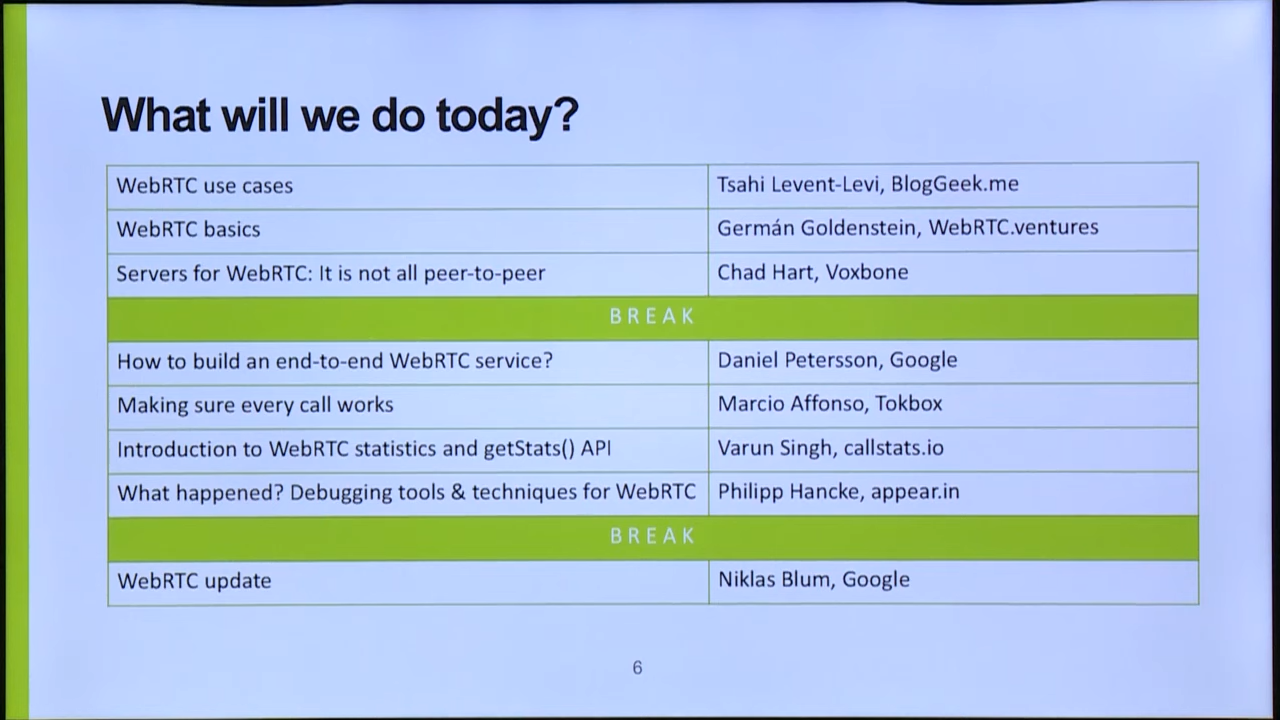 What will we do today?
WebRTC use cases
Tsahi Levent-Levi, BlogGeek.me
WebRTC basics
Germán Goldenstein, WebRTC.ventures
Servers for WebRTC: It is not all peer-to-peer
Chad Hart, Voxbone
BREAK
How to build an end-to-end WebRTC service?
Daniel Petersson, Google
Making sure every call works
Marcio Affonso, Tokbox
Introduction to WebRTC statistics and getStats() API
Varun Singh, callstats.io
What happened? Debugging tools & techniques for WebRTC
Philipp Hancke, appear.in
BREAK
WebRTC update
Niklas Blum, Google
6